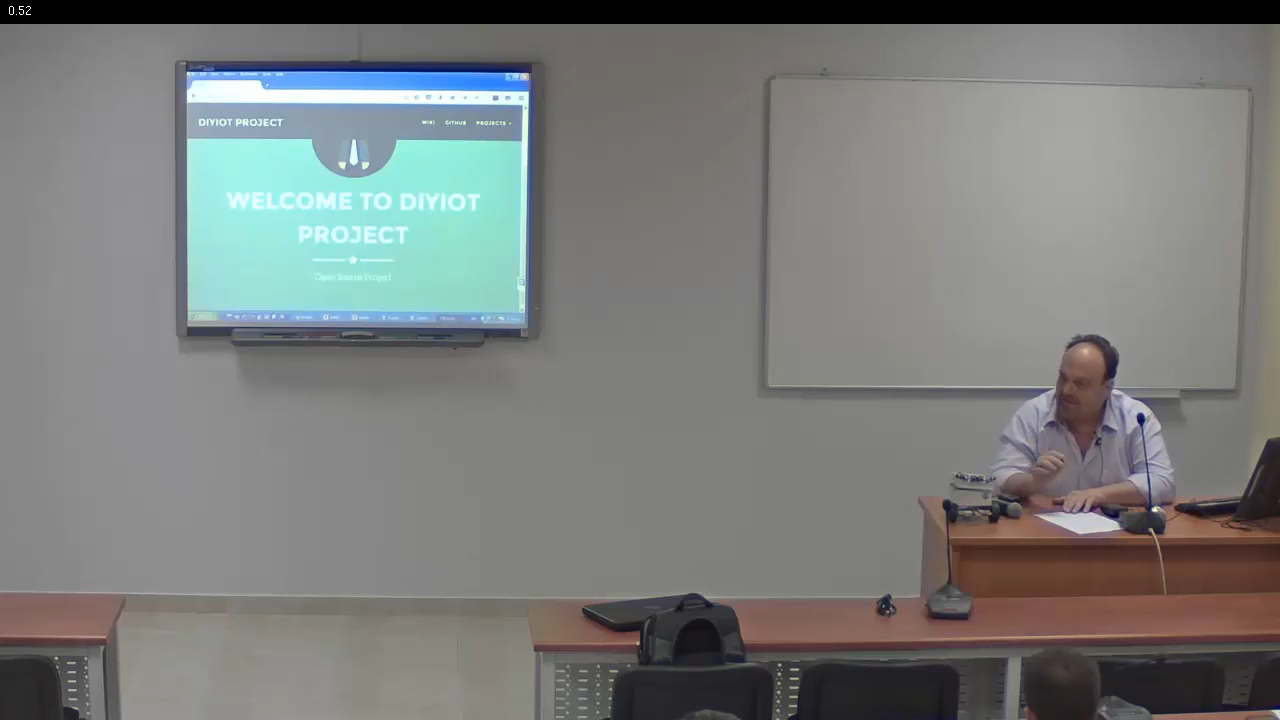 0.52
DIYIOT PROJECT
WIKI GITHUB PROJECTS
WELCOME TO DIYIOT
PROJECT
Open Source Project